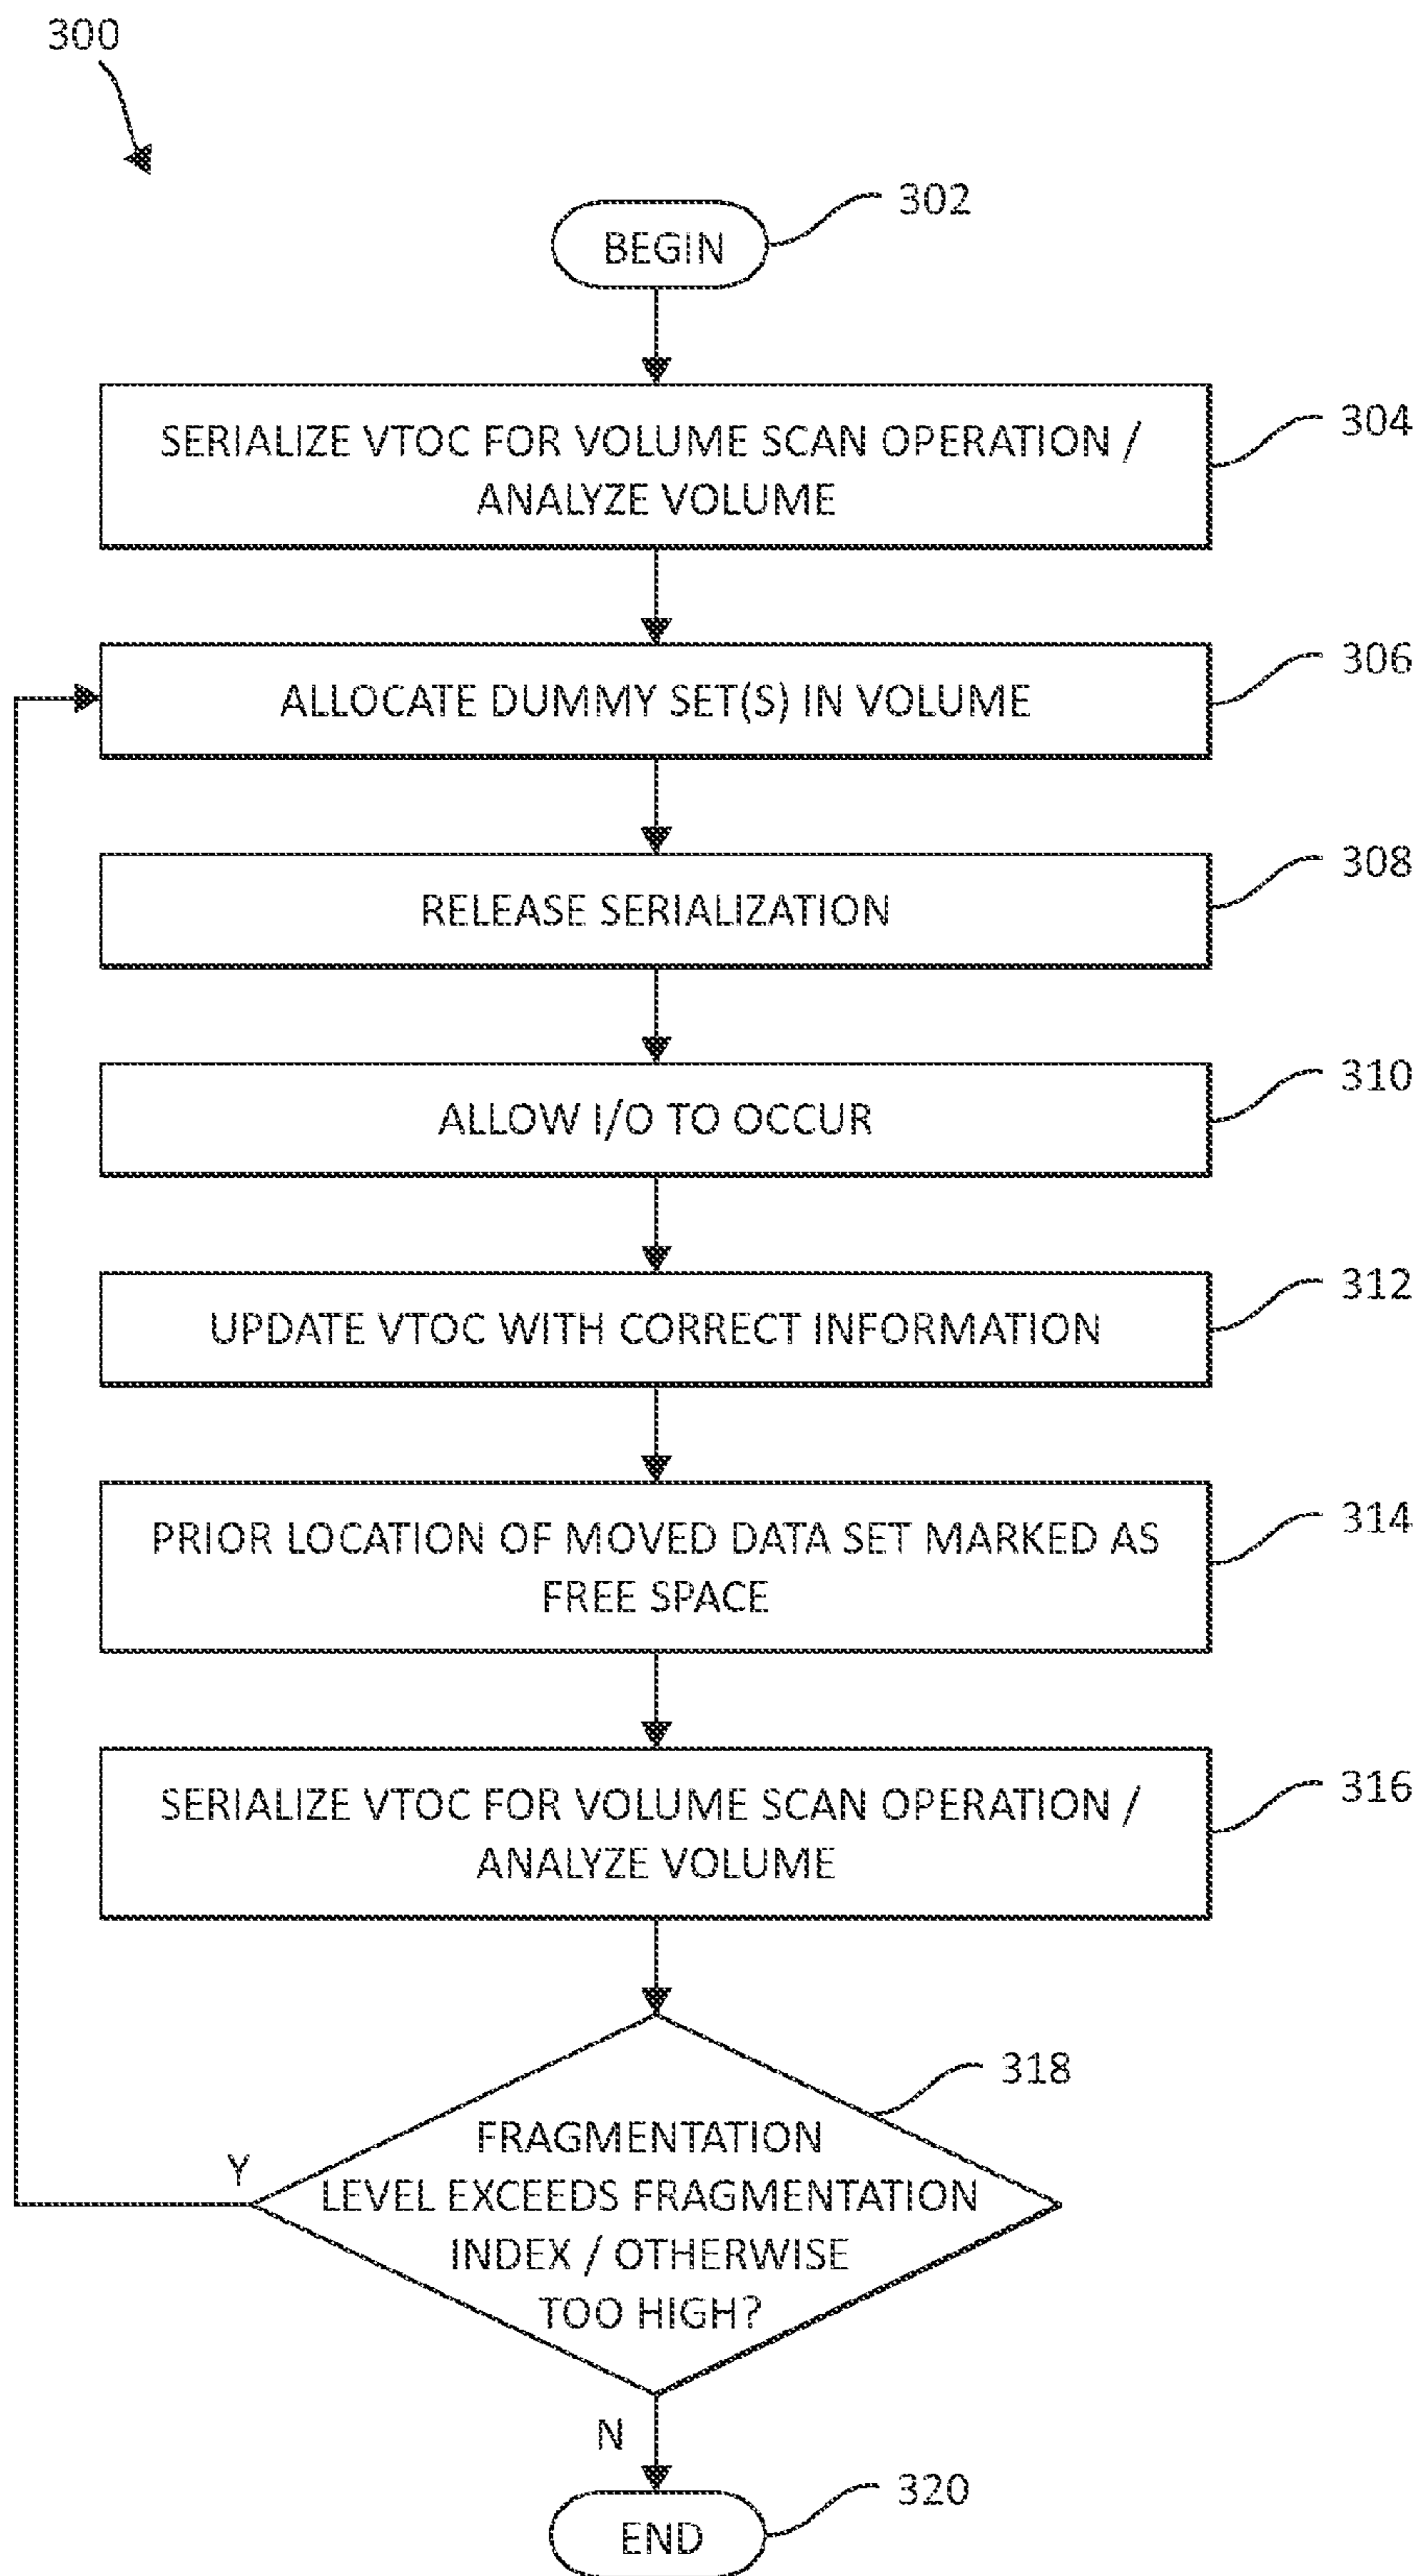 300
302
BEGIN
304
SERIALIZE VTOC FOR VOLUME SCAN OPERATION /
ANALYZE VOLUME
306
ALLOCATE DUMMY SET(S) IN VOLUME
308
RELEASE SERIALIZATION
310
ALLOW I/O TO OCCUR
312
UPDATE VTOC WITH CORRECT INFORMATION
314
PRIOR LOCATION OF MOVED DATA SET MARKED AS
FREE SPACE
316
SERIALIZE VTOC FOR VOLUME SCAN OPERATION /
ANALYZE VOLUME
318
FRAGMENTATION
LEVEL EXCEEDS FRAGMENTATION
INDEX / OTHERWISE
TOO HIGH?
Y
N
320
END